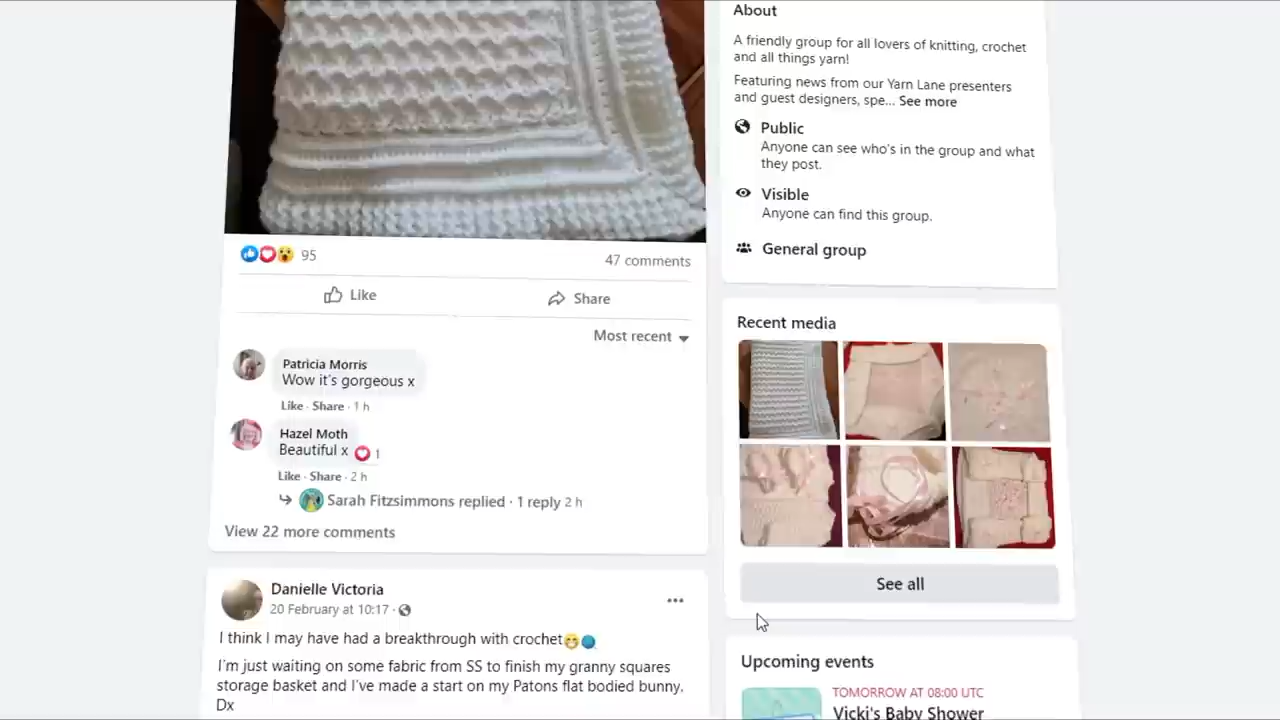 95
47 comments
Like
Share
Most recent
Patricia Morris
Wow it's gorgeous x
Like · Share · 1 h
Hazel Moth
Beautiful x
1
Like · Share · 2 h
Sarah Fitzsimmons replied · 1 reply 2 h
View 22 more comments
Danielle Victoria
20 February at 10:17 ·
I think I may have had a breakthrough with crochet
I'm just waiting on some fabric from SS to finish my granny squares
storage basket and I've made a start on my Patons flat bodied bunny.
Dx
About
A friendly group for all lovers of knitting, crochet
and all things yarn!
Featuring news from our Yarn Lane presenters
and guest designers, spe... See more
Public
Anyone can see who's in the group and what
they post.
Visible
Anyone can find this group.
General group
Recent media
See all
Upcoming events
TOMORROW AT 08:00 UTC
Vicki's Baby Shower